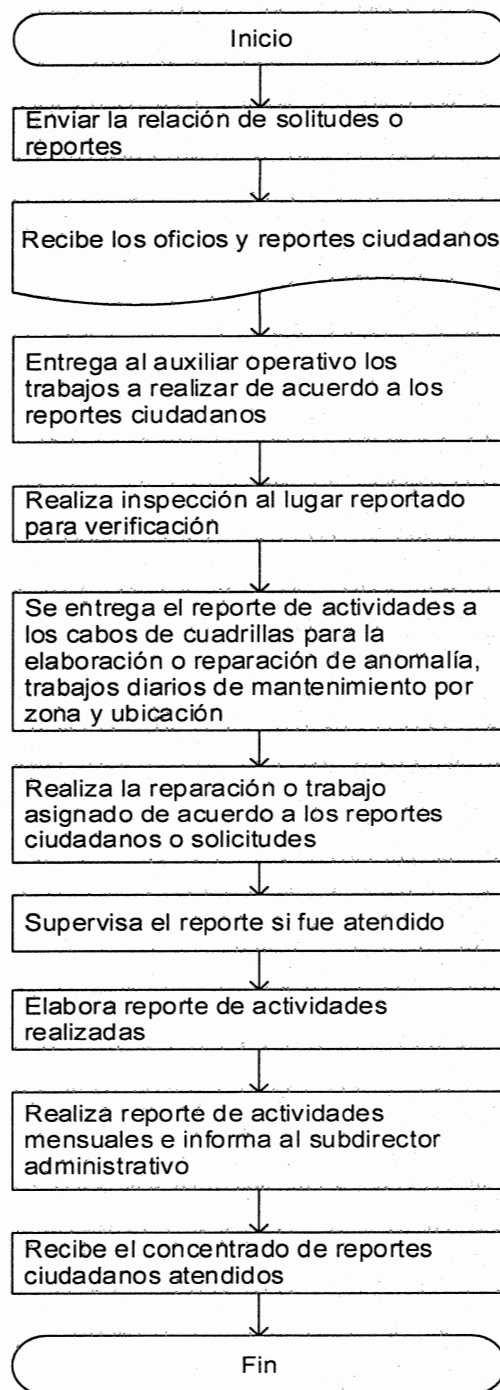 Inicio
Enviar la relación de solitudes o
reportes
Recibe los oficios y reportes ciudadanos
Entrega al auxiliar operativo los
trabajos a realizar de acuerdo a los
reportes ciudadanos
Realiza inspección al lugar reportado
para verificación
Se entrega el reporte de actividades a
los cabos de cuadrillas para la
elaboración o reparación de anomalía,
trabajos diarios de mantenimiento por
zona y ubicación
Realiza la reparación o trabajo
asignado de acuerdo a los reportes
ciudadanos o solicitudes
Supervisa el reporte si fue atendido
Elabora reporte de actividades
realizadas
Realiza reporte de actividades
mensuales e informa al subdirector
administrativo
Recibe el concentrado de reportes
ciudadanos atendidos
Fin